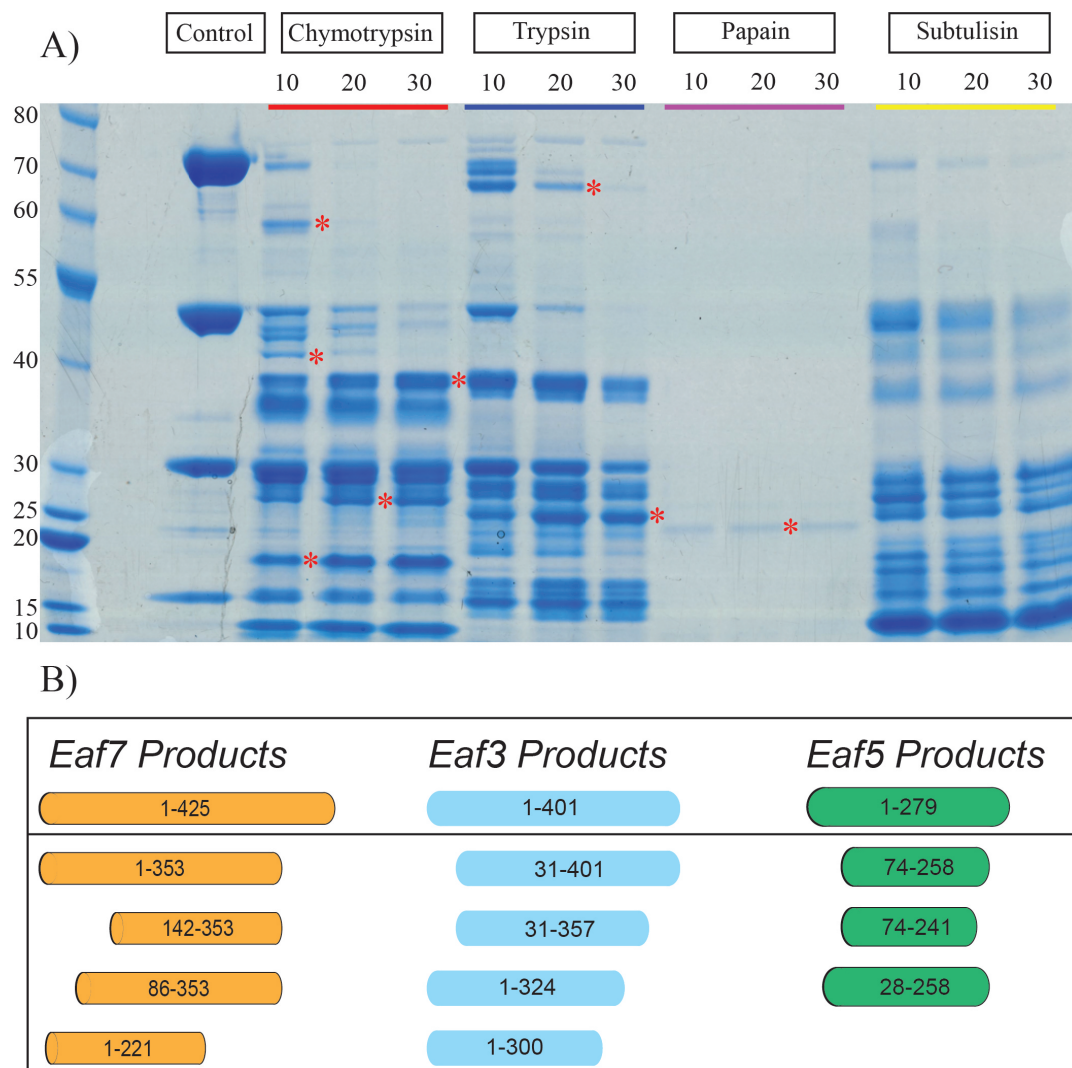 A)
Control Chymotrypsin Trypsin Papain Subtulisin
10 20 30 10 20 30 10 20 30 10 20 30
80
70
60
55
40
30
25
20
15
10
* * * * * * * * *
B)
Eaf7 Products Eaf3 Products Eaf5 Products
1-425 1-401 1-279
1-353 31-401 74-258
142-353 31-357 74-241
86-353 1-324 28-258
1-221 1-300